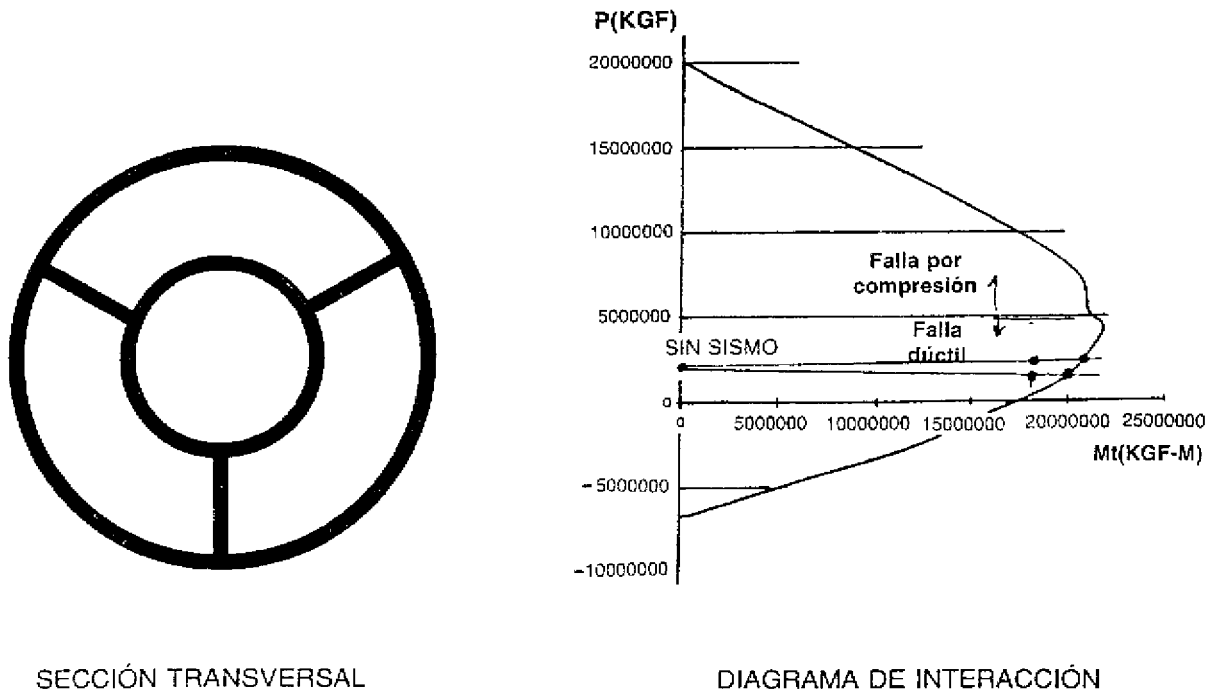 P(KGF)
20000000
15000000
10000000
Falla por
compresión
5000000
Falla
dúctil
SIN SISMO
0
0 5000000 10000000 15000000 20000000 25000000
Mt(KGF-M)
-5000000
-10000000
SECCIÓN TRANSVERSAL
DIAGRAMA DE INTERACCIÓN